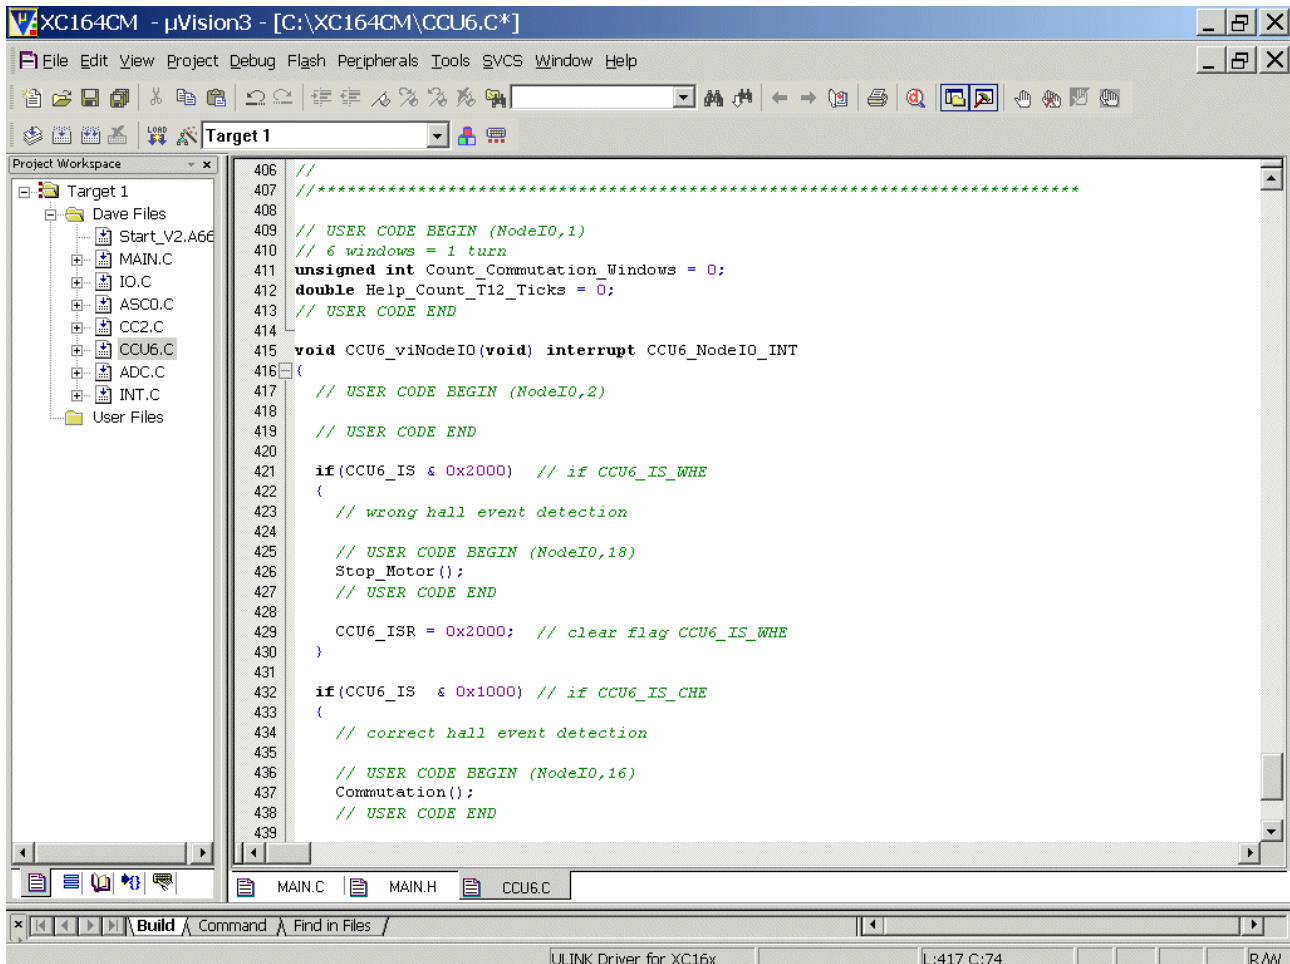 XC164CM - µVision3 - [C:\XC164CM\CCU6.C*]
File Edit View Project Debug Flash Peripherals Tools SVCS Window Help
LOAD Target 1
Project Workspace
Target 1
Dave Files
Start_V2.A66
MAIN.C
IO.C
ASC0.C
CC2.C
CCU6.C
ADC.C
INT.C
User Files
406 //
407 //****************************************************************************
408
409 // USER CODE BEGIN (NodeI0,1)
410 // 6 windows = 1 turn
411 unsigned int Count_Commutation_Windows = 0;
412 double Help_Count_T12_Ticks = 0;
413 // USER CODE END
414
415 void CCU6_viNodeI0(void) interrupt CCU6_NodeI0_INT
416 {
417 // USER CODE BEGIN (NodeI0,2)
418
419 // USER CODE END
420
421 if(CCU6_IS & 0x2000) // if CCU6_IS_WHE
422 {
423 // wrong hall event detection
424
425 // USER CODE BEGIN (NodeI0,18)
426 Stop_Motor();
427 // USER CODE END
428
429 CCU6_ISR = 0x2000; // clear flag CCU6_IS_WHE
430 }
431
432 if(CCU6_IS & 0x1000) // if CCU6_IS_CHE
433 {
434 // correct hall event detection
435
436 // USER CODE BEGIN (NodeI0,16)
437 Commutation();
438 // USER CODE END
439
MAIN.C MAIN.H CCU6.C
Build Command Find in Files
ULINK Driver for XC16x L:417 C:74 R/W